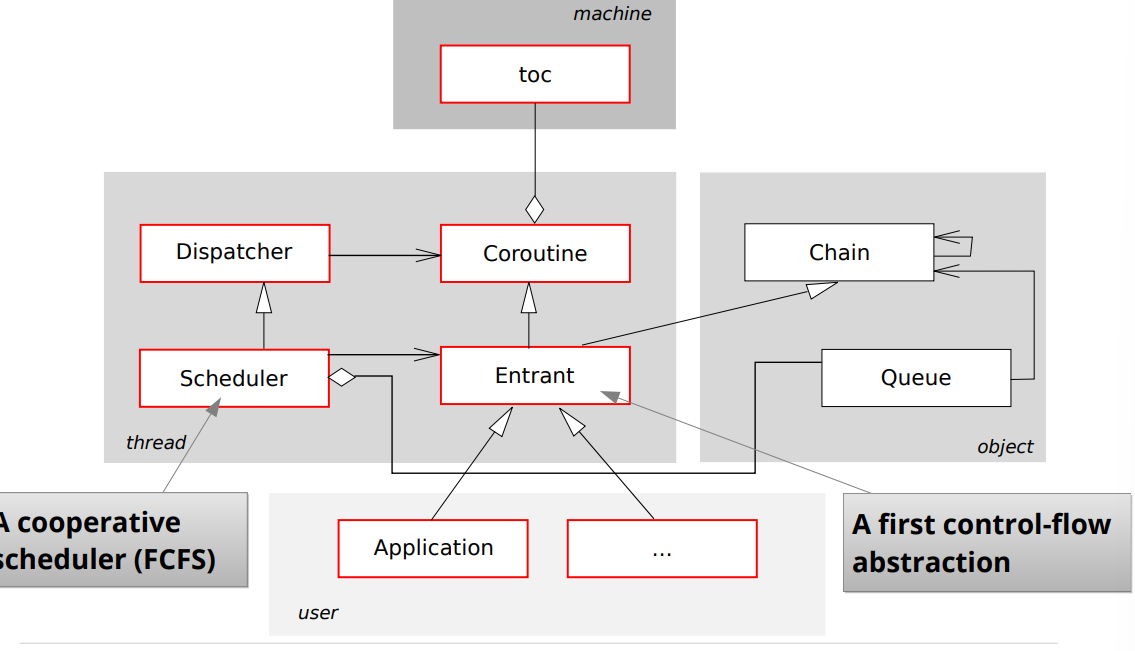 machine
toc
Dispatcher
Coroutine
Chain
Scheduler
Entrant
Queue
thread
object
A cooperative
scheduler (FCFS)
A first control-flow
abstraction
Application
...
user